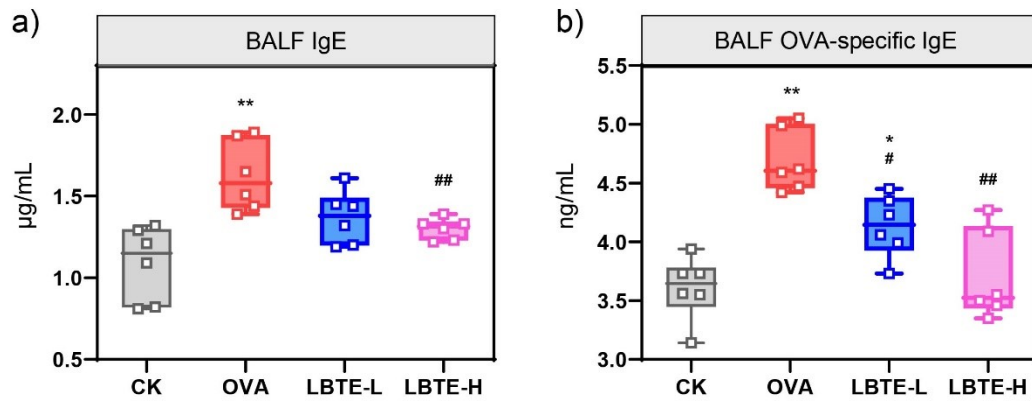 a)
BALF IgE
µg/mL
2.0
1.5
1.0
0.5
**
##
CK OVA LBTE-L LBTE-H
b)
BALF OVA-specific IgE
ng/mL
5.5
5.0
4.5
4.0
3.5
3.0
**
*
#
##
CK OVA LBTE-L LBTE-H